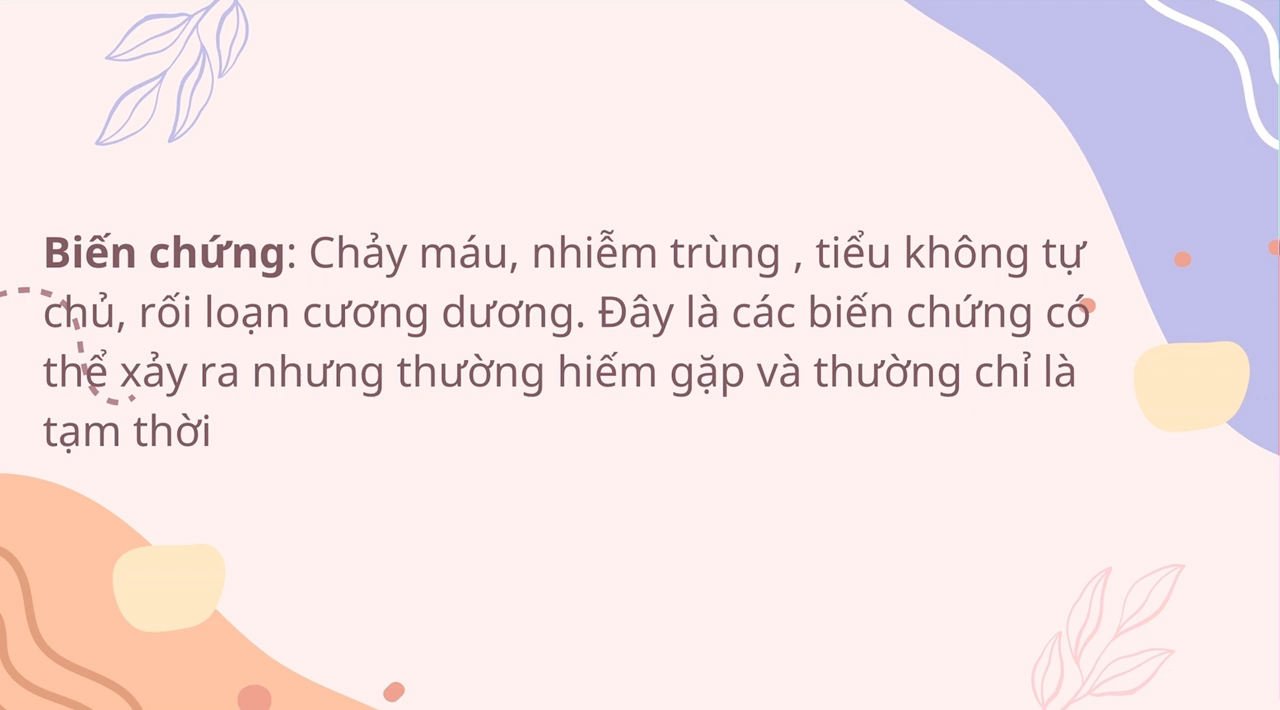 Biến chứng: Chảy máu, nhiễm trùng , tiểu không tự
chủ, rối loạn cương dương. Đây là các biến chứng có
thể xảy ra nhưng thường hiếm gặp và thường chỉ là
tạm thời